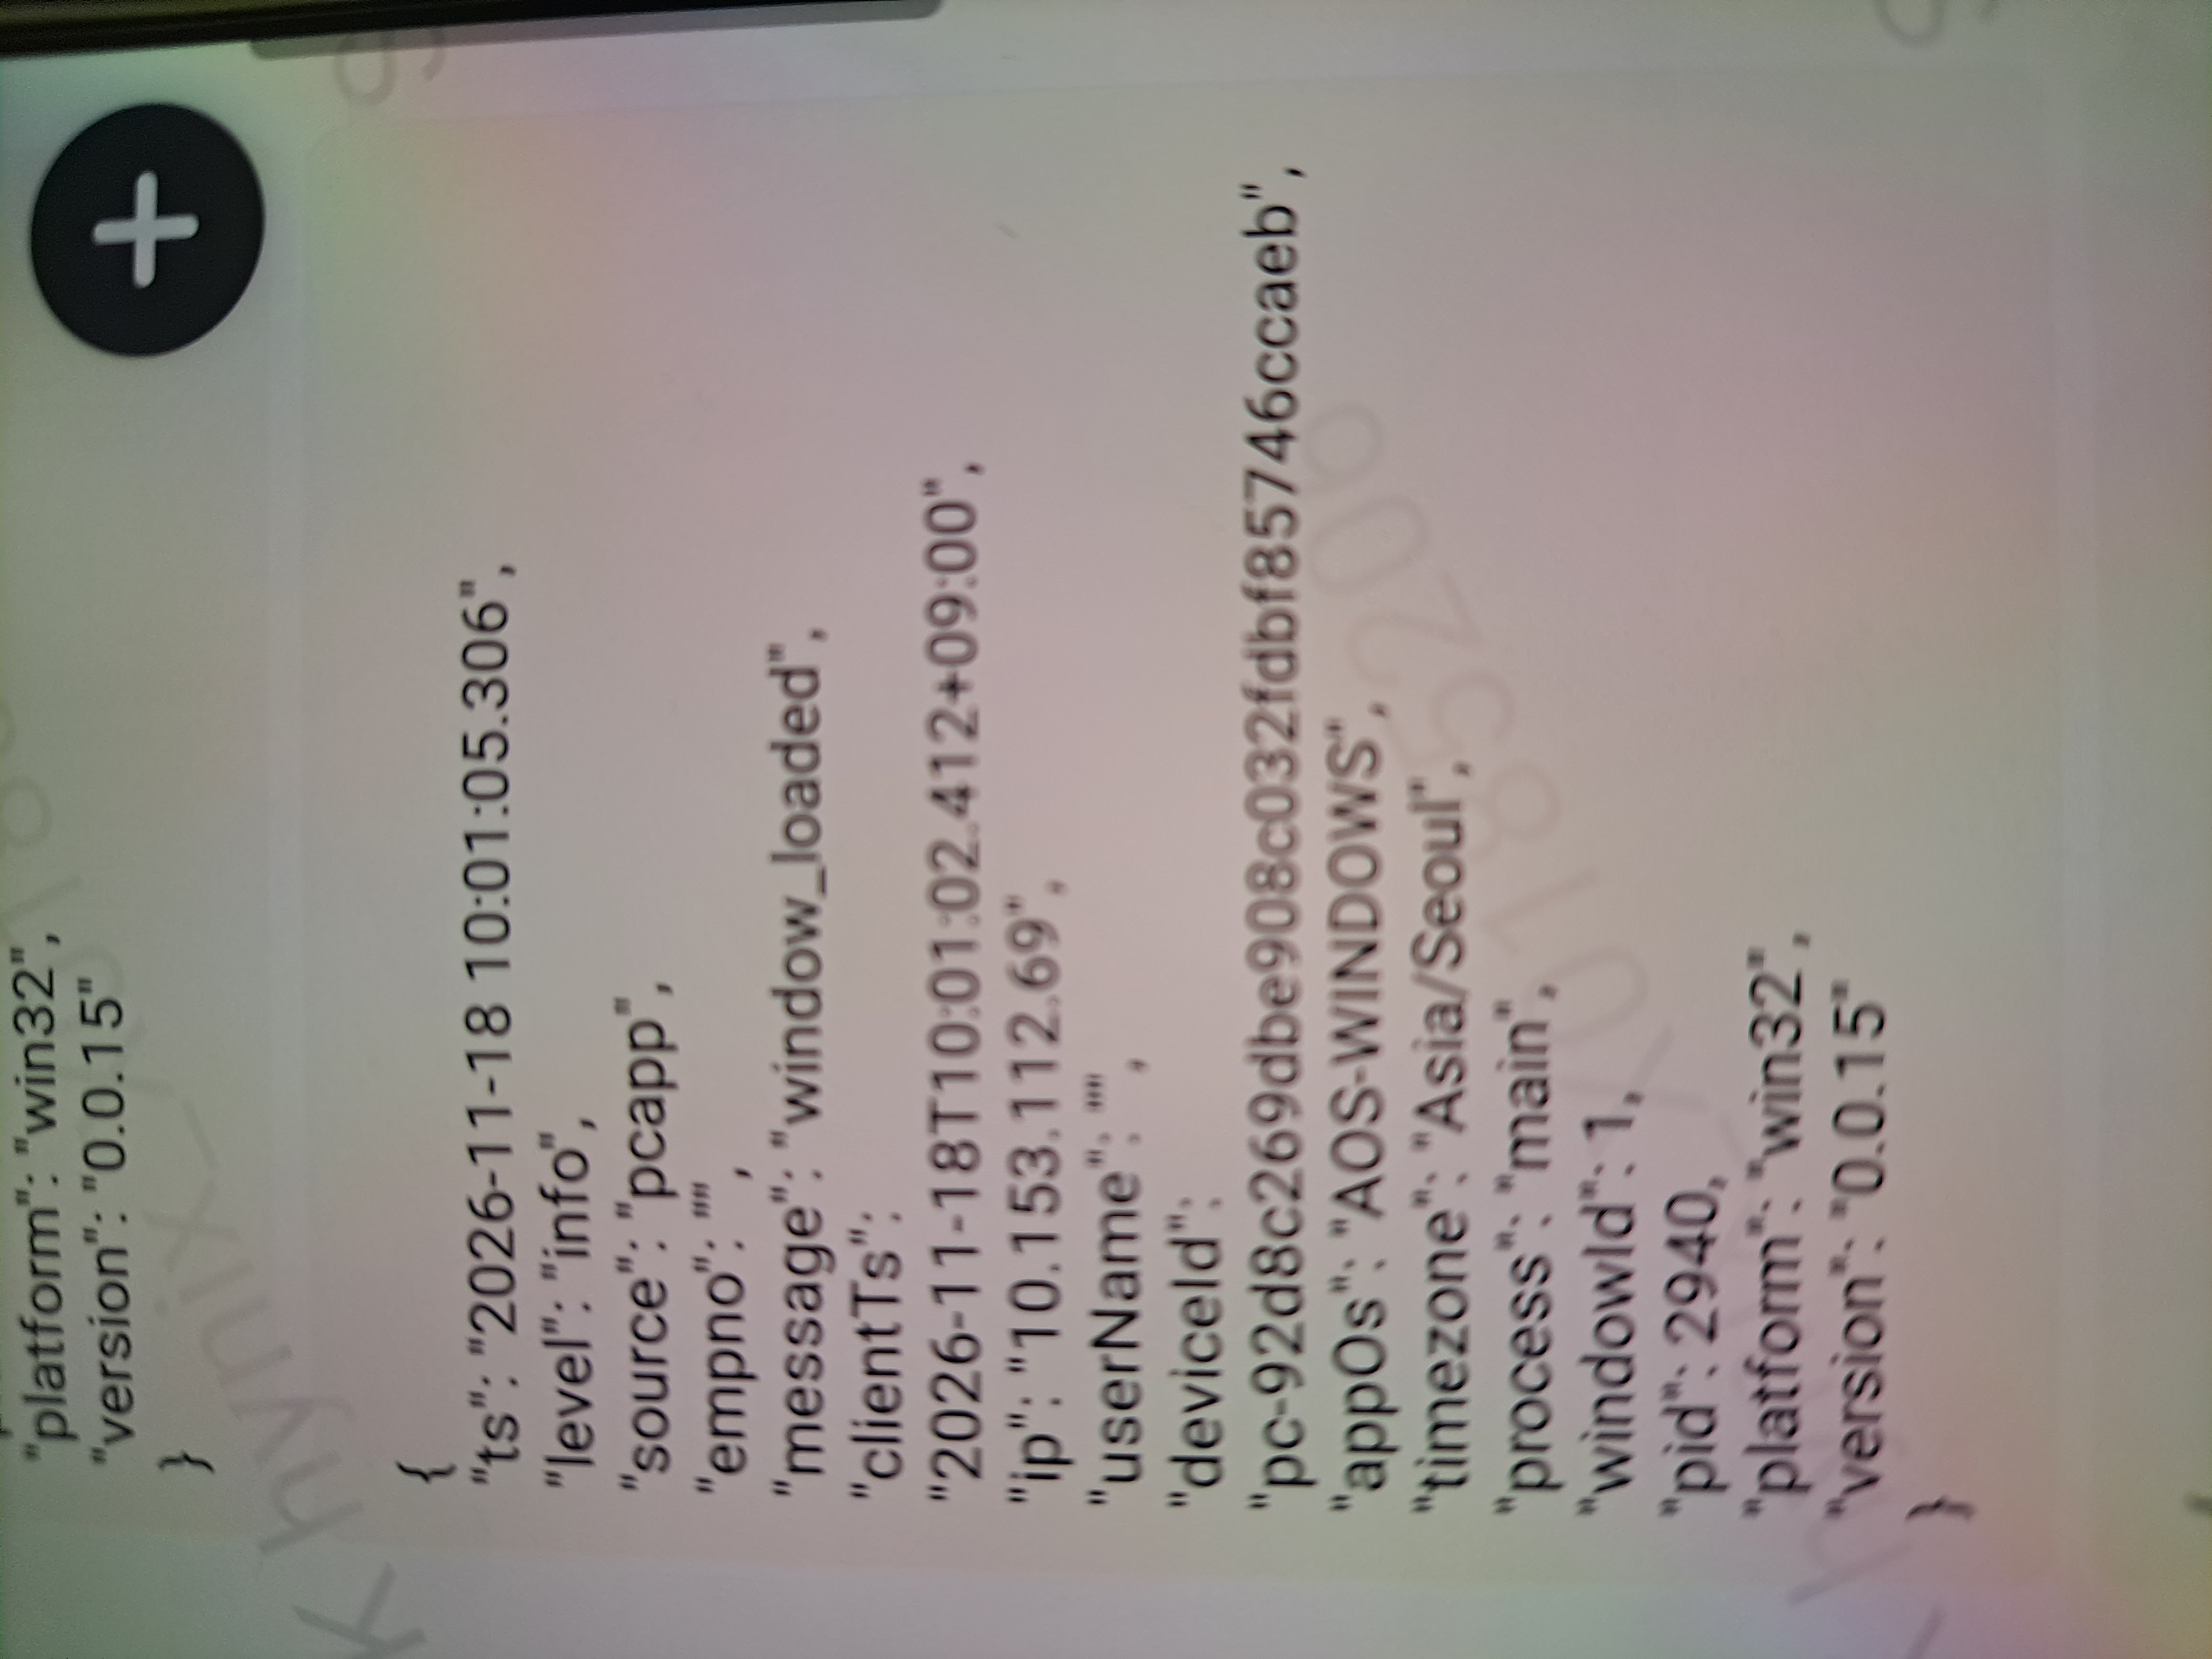 "platform": "win32",
"version": "0.0.15"
}
K hynix_X018
{
"ts": "2026-11-18 10:01:05.306",
"level": "info",
"source": "pcapp",
"empno": "",
"message": "window_loaded",
"clientTs":
"2026-11-18T10:01:02.412+09:00",
"ip": "10.153.112.69",
"userName": "",
"deviceId":
"pc-92d8c269dbe908c032fdbf85746ccaeb",
"appOs": "AOS-WINDOWS",
"timezone": "Asia/Seoul",
"process": "main",
"windowId": 1,
"pid": 2940,
"platform": "win32",
"version": "0.0.15"
}
hynix_X0185206